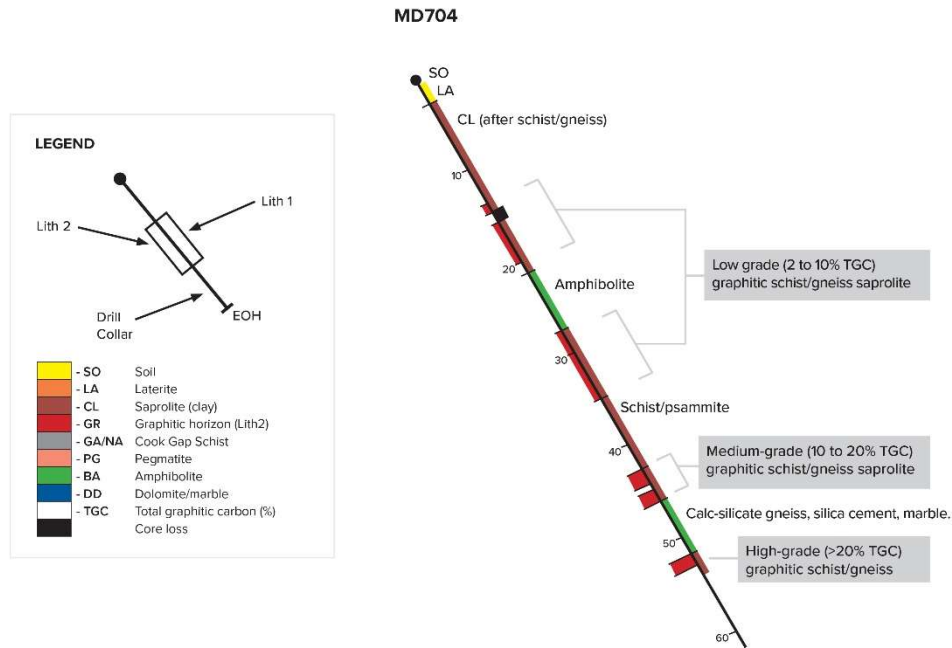 MD704
SO
LA
CL (after schist/gneiss)
10
20
Amphibolite
Low grade (2 to 10% TGC)
graphitic schist/gneiss saprolite
30
Schist/psammite
40
Medium-grade (10 to 20% TGC)
graphitic schist/gneiss saprolite
Calc-silicate gneiss, silica cement, marble.
50
High-grade (>20% TGC)
graphitic schist/gneiss
60
LEGEND
Lith 1
Lith 2
Drill
Collar
EOH
- SO Soil
- LA Laterite
- CL Saprolite (clay)
- GR Graphitic horizon (Lith2)
- GA/NA Cook Gap Schist
- PG Pegmatite
- BA Amphibolite
- DD Dolomite/marble
- TGC Total graphitic carbon (%)
Core loss